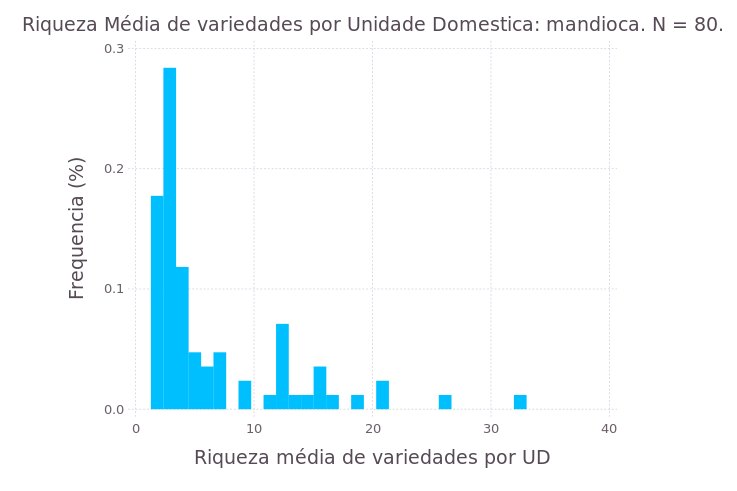 Riqueza Média de variedades por Unidade Domestica: mandioca. N = 80.
0.3
0.2
0.1
0.0
Frequencia (%)
0 10 20 30 40
Riqueza média de variedades por UD